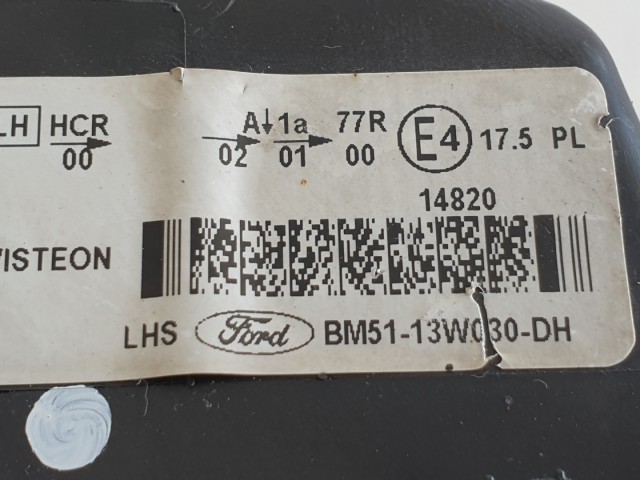 LH HCR A↓ 1a 77R E4 17.5 PL
00 02 01 00
14820
VISTEON
LHS Ford BM51-13W030-DH